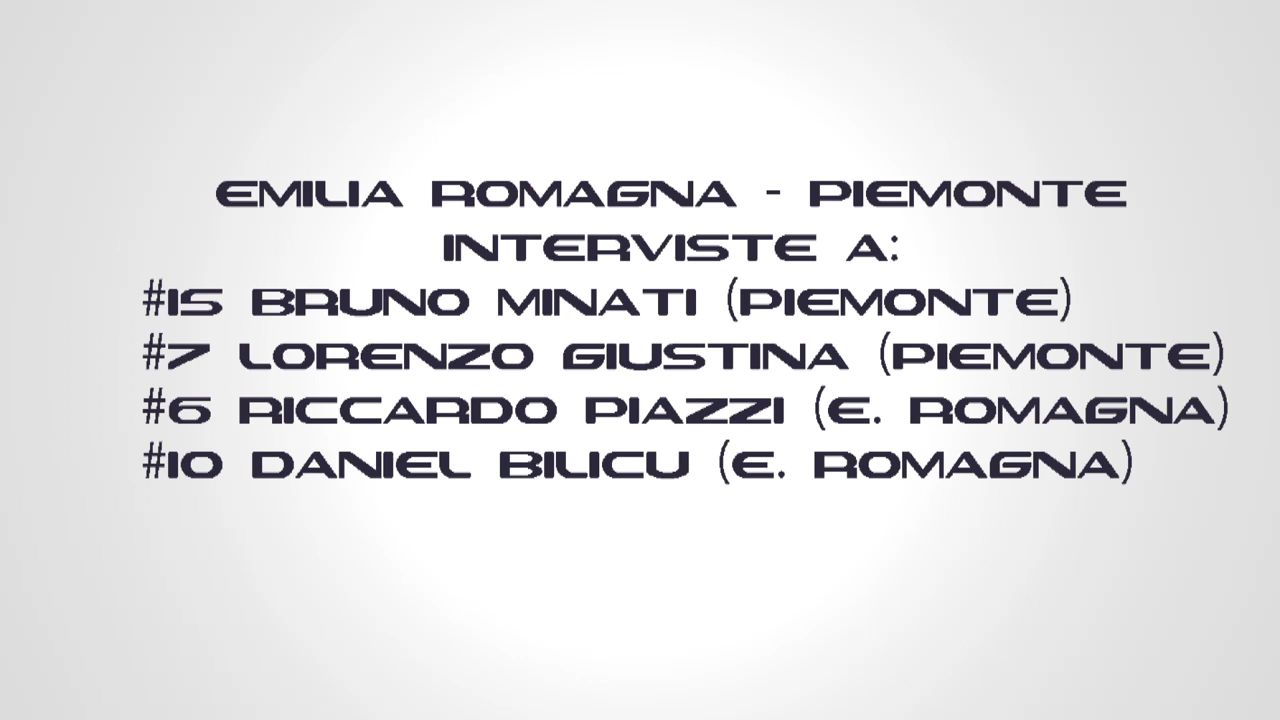 EMILIA ROMAGNA - PIEMONTE
INTERVISTE A:
#15 BRUNO MINATI (PIEMONTE)
#7 LORENZO GIUSTINA (PIEMONTE)
#6 RICCARDO PIAZZI (E. ROMAGNA)
#10 DANIEL BILICU (E. ROMAGNA)